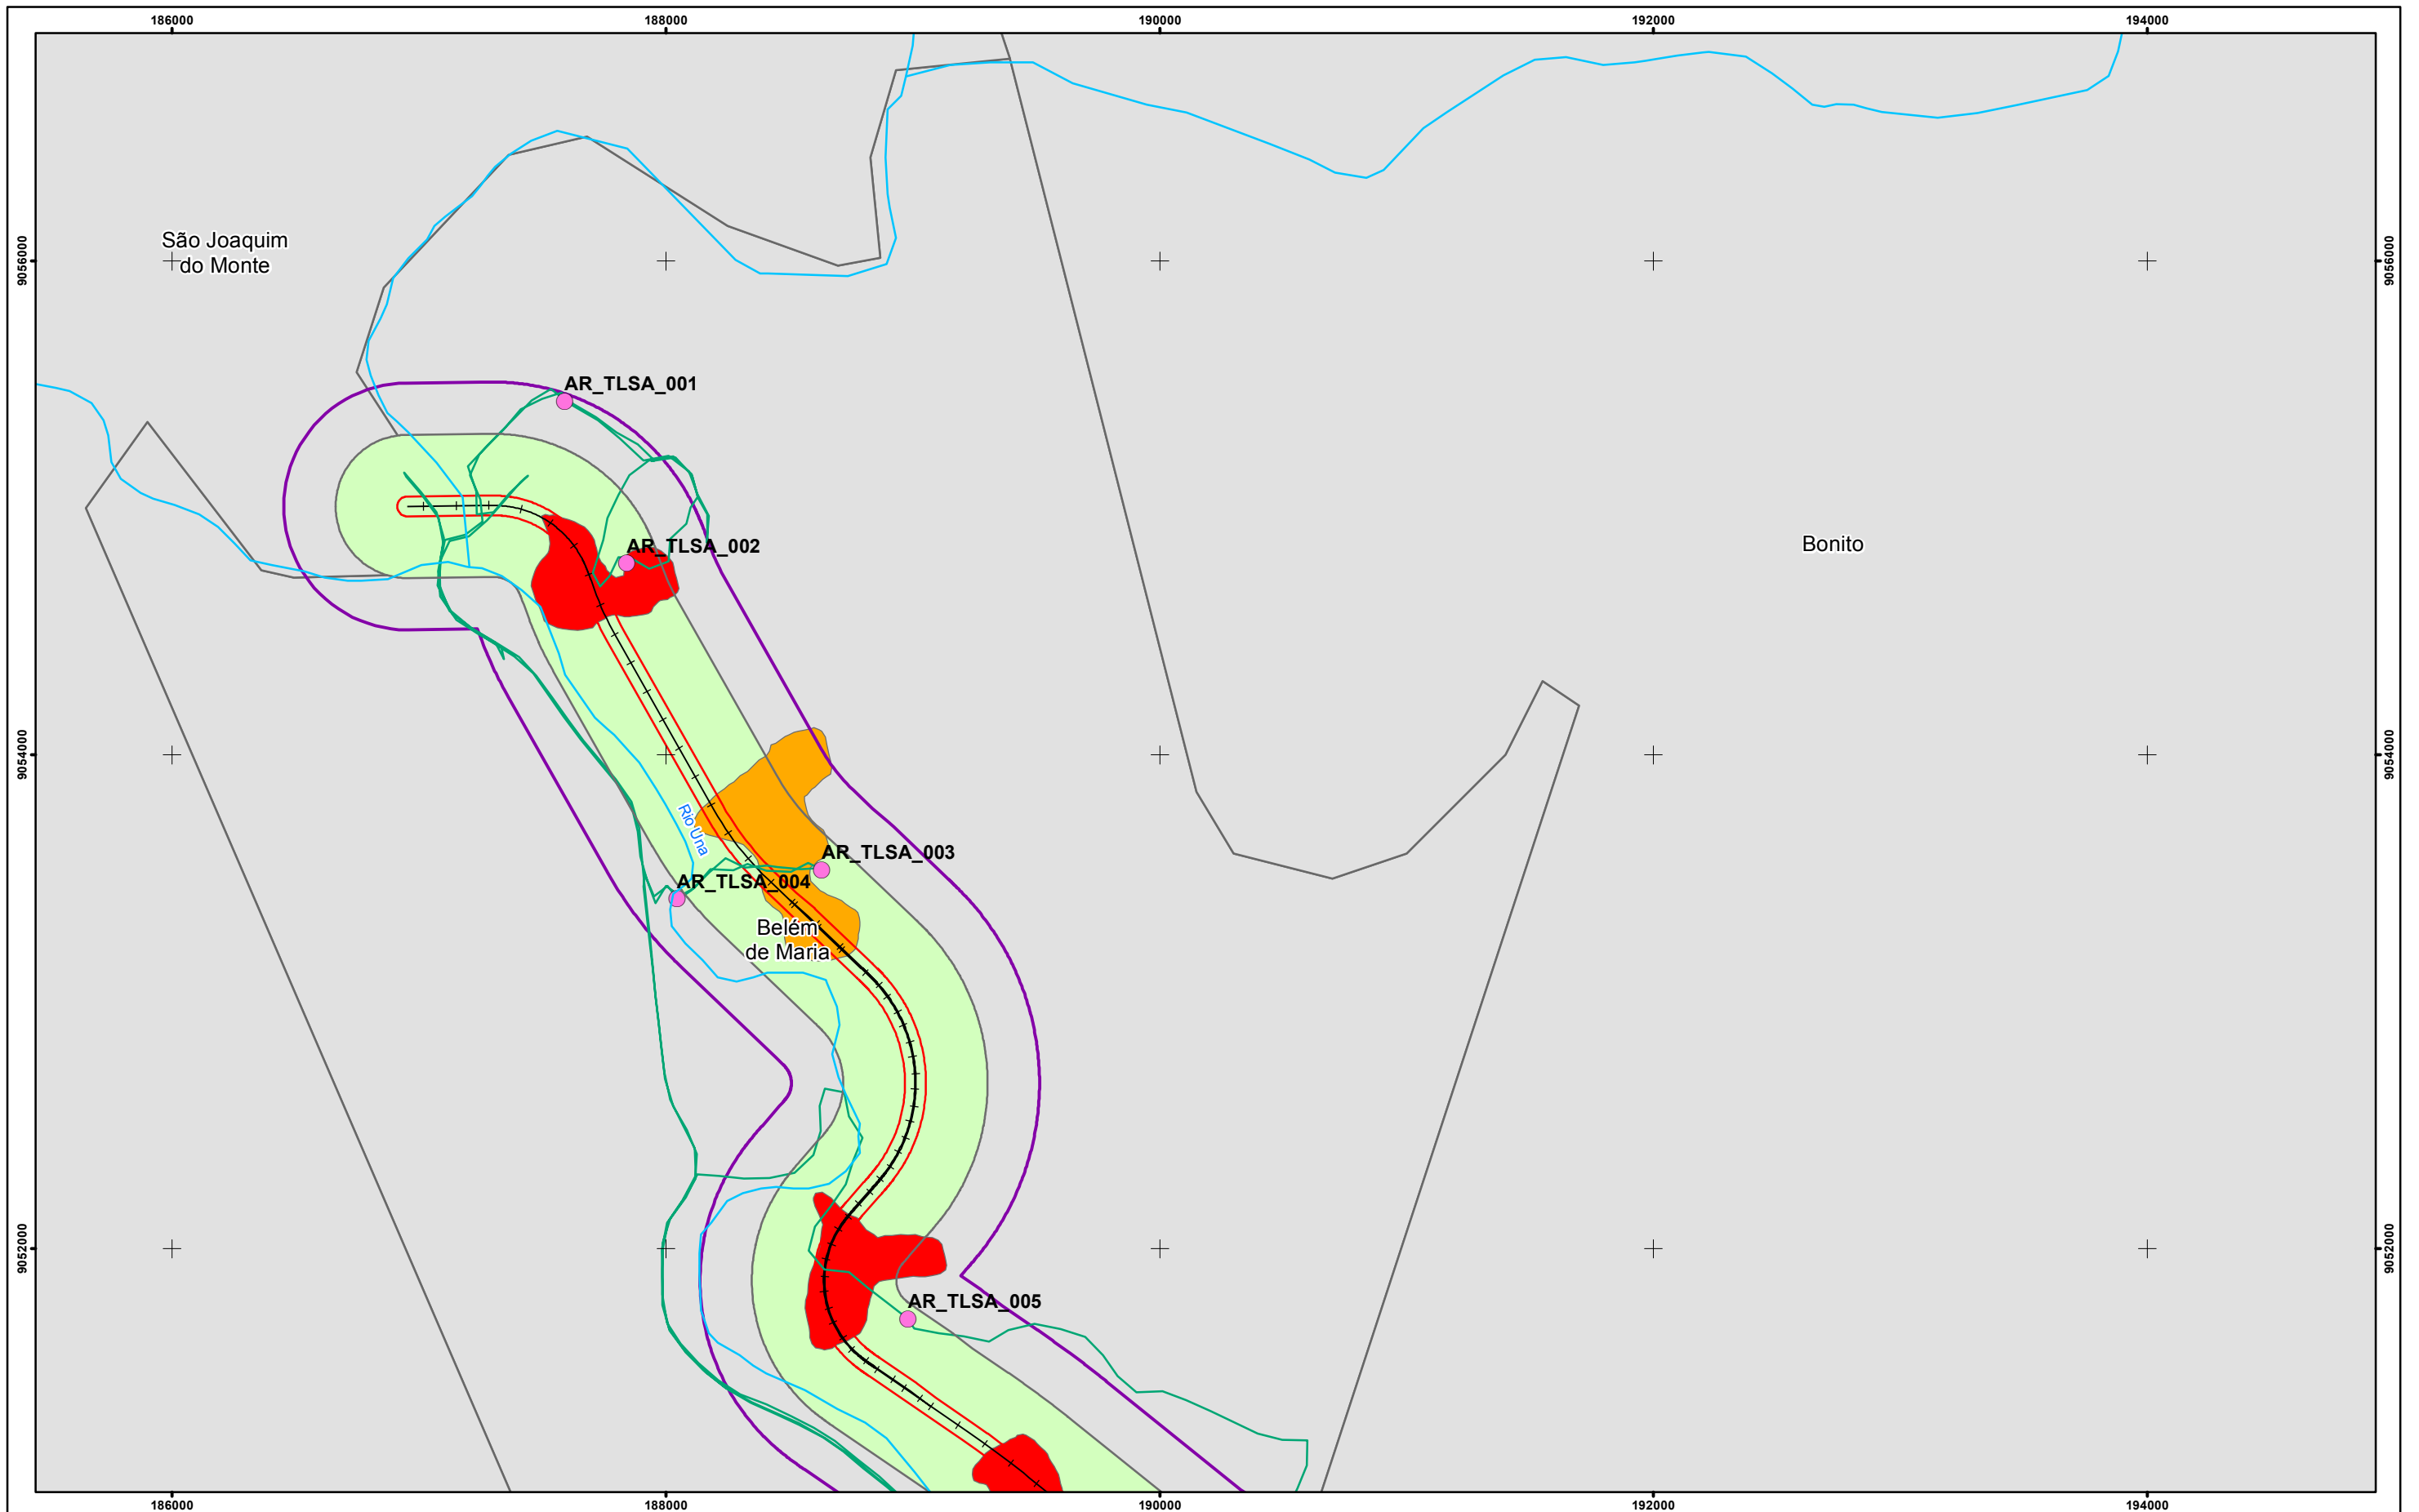 186000
188000
190000
192000
194000
São Joaquim
do Monte
9056000
9056000
AR_TLSA_001
AR_TLSA_002
Bonito
9054000
9054000
Rio Una
AR_TLSA_003
AR_TLSA_004
Belém
de Maria
9052000
9052000
AR_TLSA_005
186000
188000
190000
192000
194000